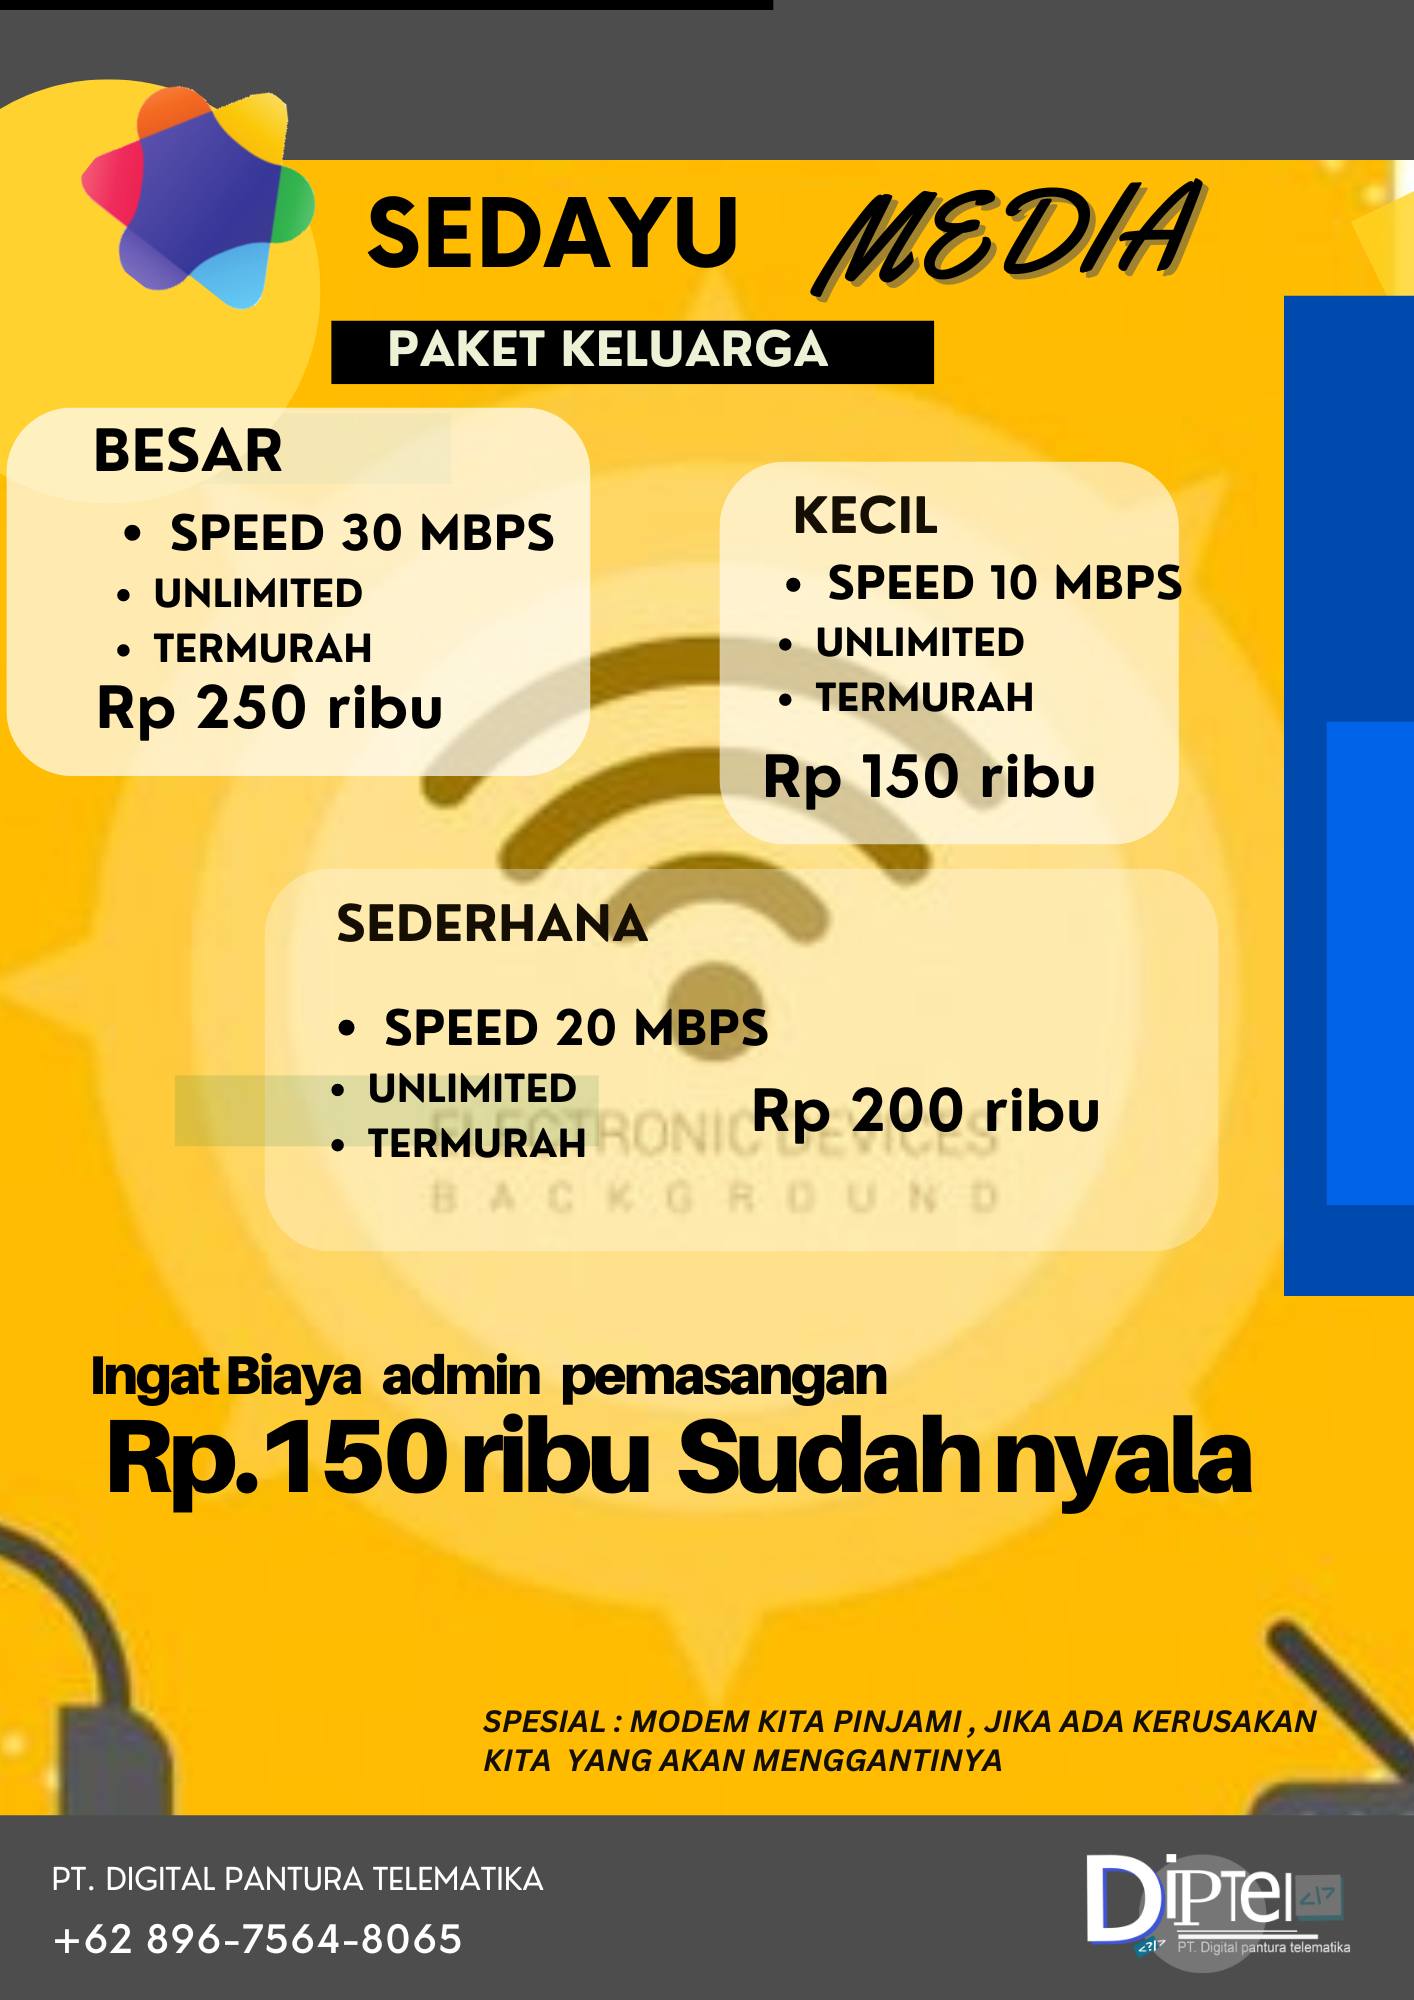 SEDAYU MEDIA
PAKET KELUARGA
BESAR
• SPEED 30 MBPS
• UNLIMITED
• TERMURAH
Rp 250 ribu
KECIL
• SPEED 10 MBPS
• UNLIMITED
• TERMURAH
Rp 150 ribu
SEDERHANA
• SPEED 20 MBPS
• UNLIMITED
• TERMURAH
Rp 200 ribu
ELECTRONIC DEVICES
BACKGROUND
Ingat Biaya admin pemasangan
Rp.150 ribu Sudah nyala
SPESIAL : MODEM KITA PINJAMI , JIKA ADA KERUSAKAN
KITA YANG AKAN MENGGANTINYA
PT. DIGITAL PANTURA TELEMATIKA
+62 896-7564-8065
DiPTel
PT. Digital pantura telematika